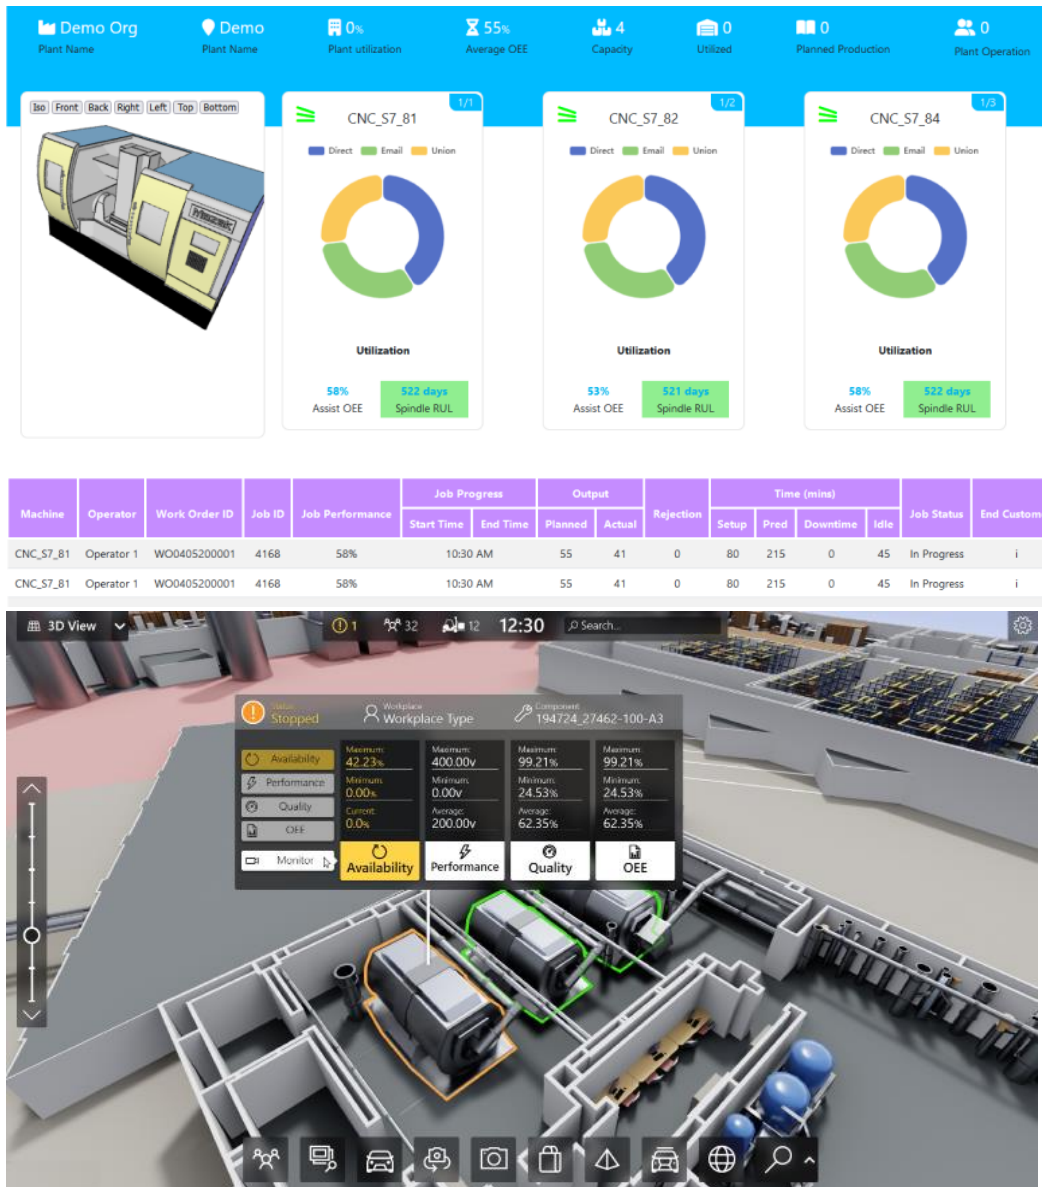 Demo Org
Plant Name
Demo
Plant Name
0%
Plant utilization
55%
Average OEE
4
Capacity
0
Utilized
0
Planned Production
0
Plant Operation
Iso Front Back Right Left Top Bottom
1/1
CNC_S7_81
Direct Email Union
Utilization
58%
Assist OEE
522 days
Spindle RUL
1/2
CNC_S7_82
Direct Email Union
Utilization
53%
Assist OEE
521 days
Spindle RUL
1/3
CNC_S7_84
Direct Email Union
Utilization
58%
Assist OEE
522 days
Spindle RUL
Machine Operator Work Order ID Job ID Job Performance Job Progress Output Rejection Time (mins) Job Status End Custom
Start Time End Time Planned Actual Setup Pred Downtime Idle
CNC_S7_81 Operator 1 WO0405200001 4168 58% 10:30 AM 55 41 0 80 215 0 45 In Progress i
CNC_S7_81 Operator 1 WO0405200001 4168 58% 10:30 AM 55 41 0 80 215 0 45 In Progress i
3D View 1 32 12 12:30 Search...
Status
Stopped
Workplace
Workplace Type
Component
194724_27462-100-A3
Availability
Performance
Quality
OEE
Monitor
Maximum:
42.23%
Minimum:
0.00%
Current:
0.0%
Availability
Maximum:
400.00v
Minimum:
0.00v
Average:
200.00v
Performance
Maximum:
99.21%
Minimum:
24.53%
Average:
62.35%
Quality
Maximum:
99.21%
Minimum:
24.53%
Average:
62.35%
OEE